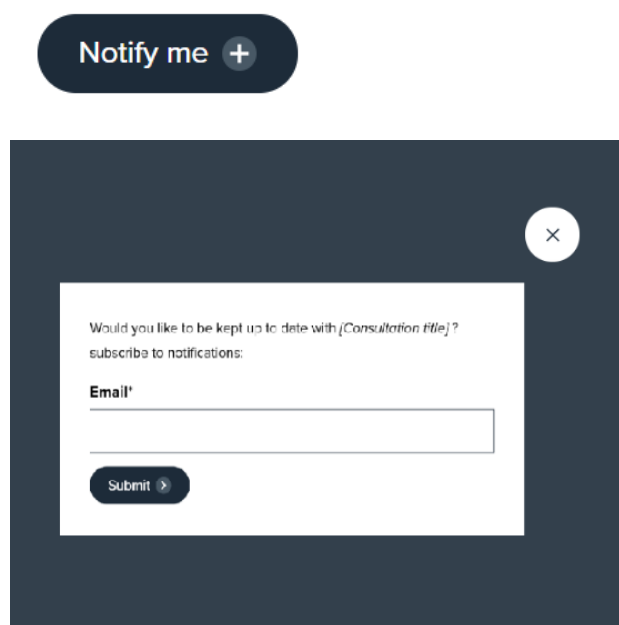 Notify me +
Would you like to be kept up to date with [Consultation title] ?
subscribe to notifications:
Email*
Submit